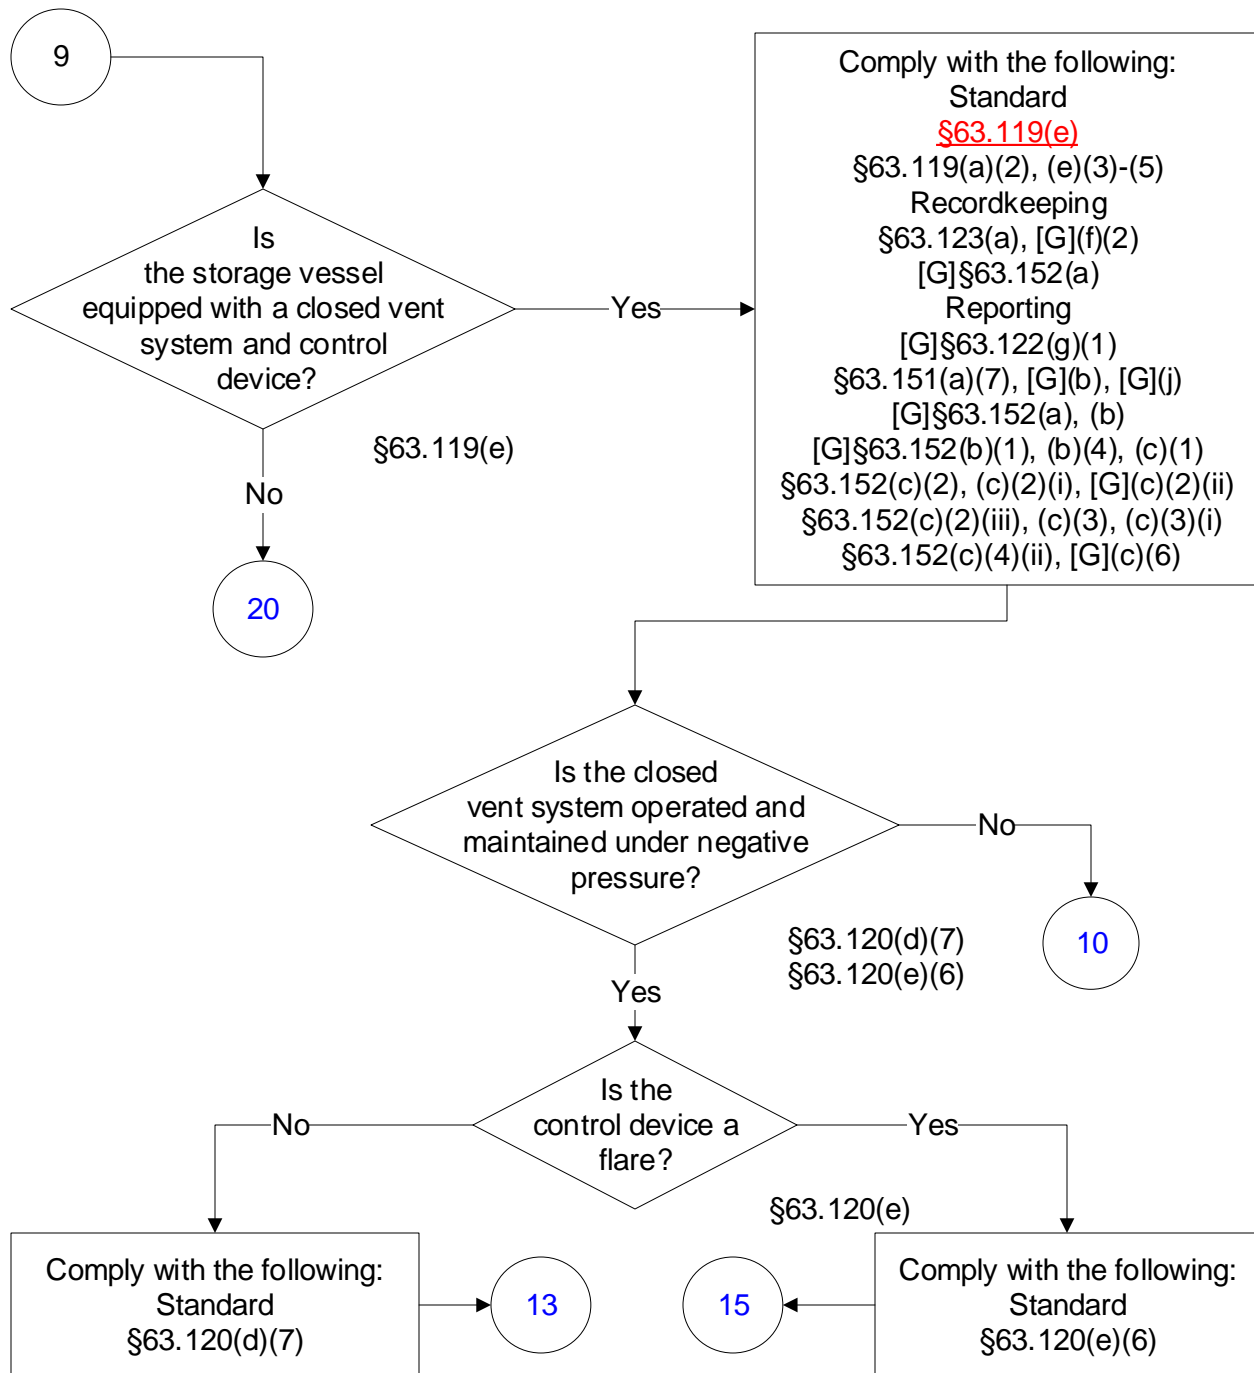 9
Is
the storage vessel
equipped with a closed vent
system and control
device?
Yes
Comply with the following:
Standard
§63.119(e)
§63.119(a)(2), (e)(3)-(5)
Recordkeeping
§63.123(a), [G](f)(2)
[G]§63.152(a)
Reporting
[G]§63.122(g)(1)
§63.151(a)(7), [G](b), [G](j)
[G]§63.152(a), (b)
[G]§63.152(b)(1), (b)(4), (c)(1)
§63.152(c)(2), (c)(2)(i), [G](c)(2)(ii)
§63.152(c)(2)(iii), (c)(3), (c)(3)(i)
§63.152(c)(4)(ii), [G](c)(6)
§63.119(e)
No
20
Is the closed
vent system operated and
maintained under negative
pressure?
No
10
§63.120(d)(7)
§63.120(e)(6)
Yes
Is the
control device a
flare?
No
Yes
§63.120(e)
Comply with the following:
Standard
§63.120(d)(7)
13
15
Comply with the following:
Standard
§63.120(e)(6)